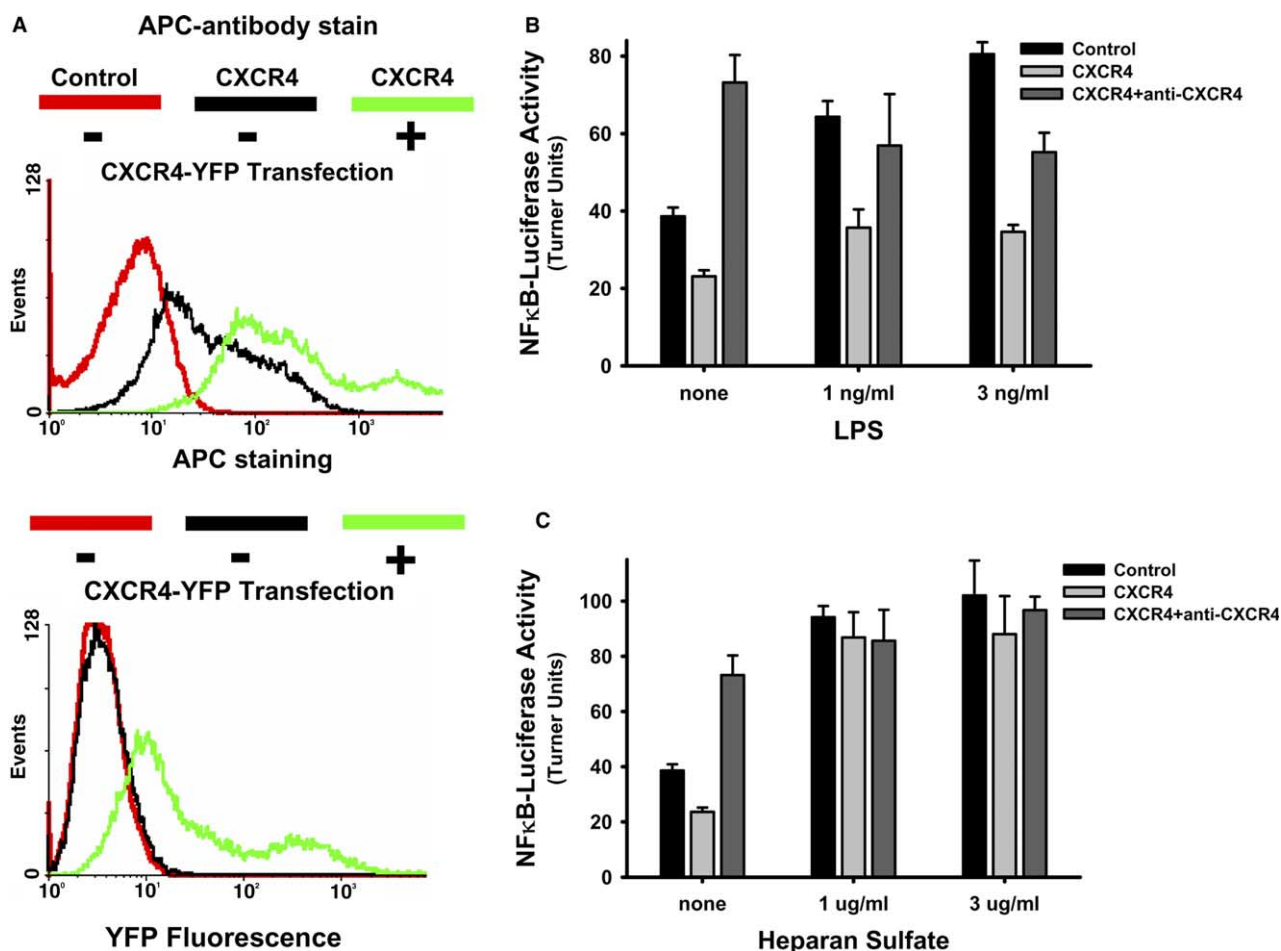 A
APC-antibody stain
Control CXCR4 CXCR4
- - +
CXCR4-YFP Transfection
128
Events
0
10⁰ 10¹ 10² 10³
APC staining
- - +
CXCR4-YFP Transfection
128
Events
0
10⁰ 10¹ 10² 10³
YFP Fluorescence
B
NFκB-Luciferase Activity
(Turner Units)
80
60
40
20
0
Control
CXCR4
CXCR4+anti-CXCR4
none 1 ng/ml 3 ng/ml
LPS
C
NFκB-Luciferase Activity
(Turner Units)
100
80
60
40
20
0
Control
CXCR4
CXCR4+anti-CXCR4
none 1 ug/ml 3 ug/ml
Heparan Sulfate